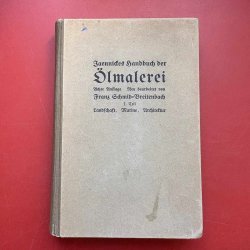 Jaennickes Handbuch der
Ölmalerei
Achte Auflage Neu bearbeitet von
Franz Schmid-Breitenbach
I. Teil
Landschaft, Marine, Architektur